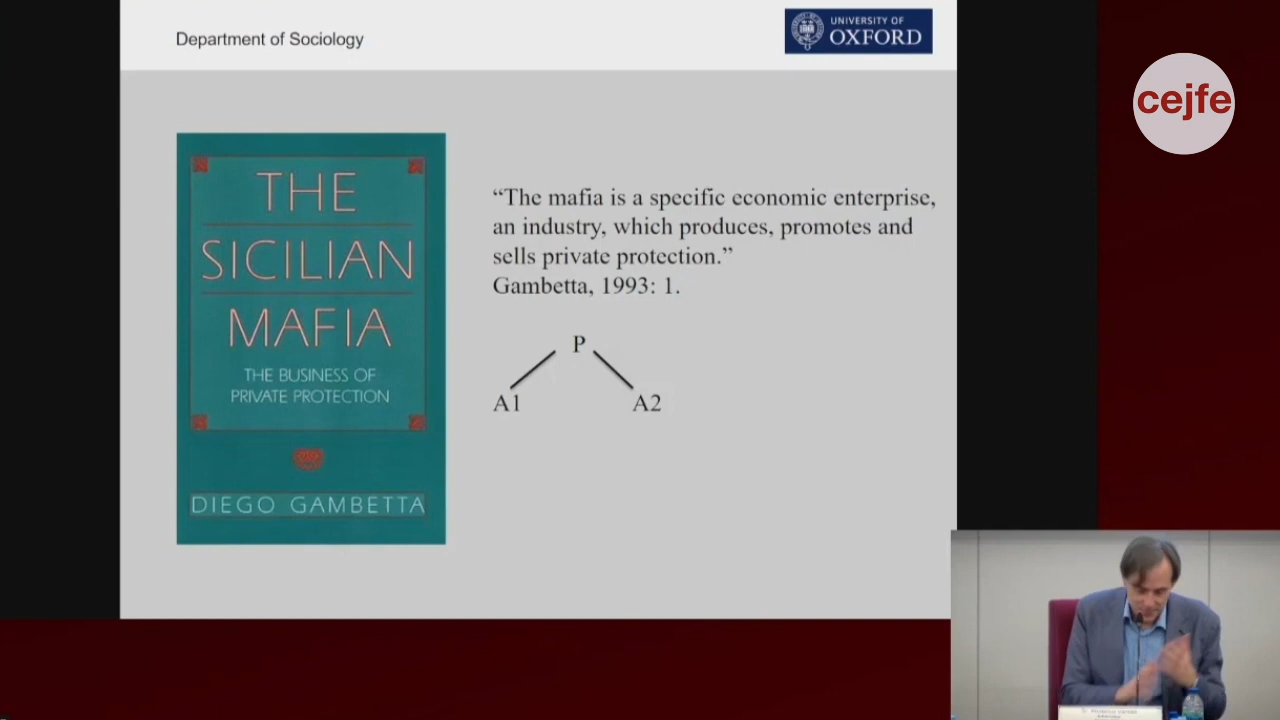 Department of Sociology
UNIVERSITY OF
OXFORD
cejfe
THE
SICILIAN
MAFIA
THE BUSINESS OF
PRIVATE PROTECTION
DIEGO GAMBETTA
“The mafia is a specific economic enterprise,
an industry, which produces, promotes and
sells private protection.”
Gambetta, 1993: 1.
P
A1 A2